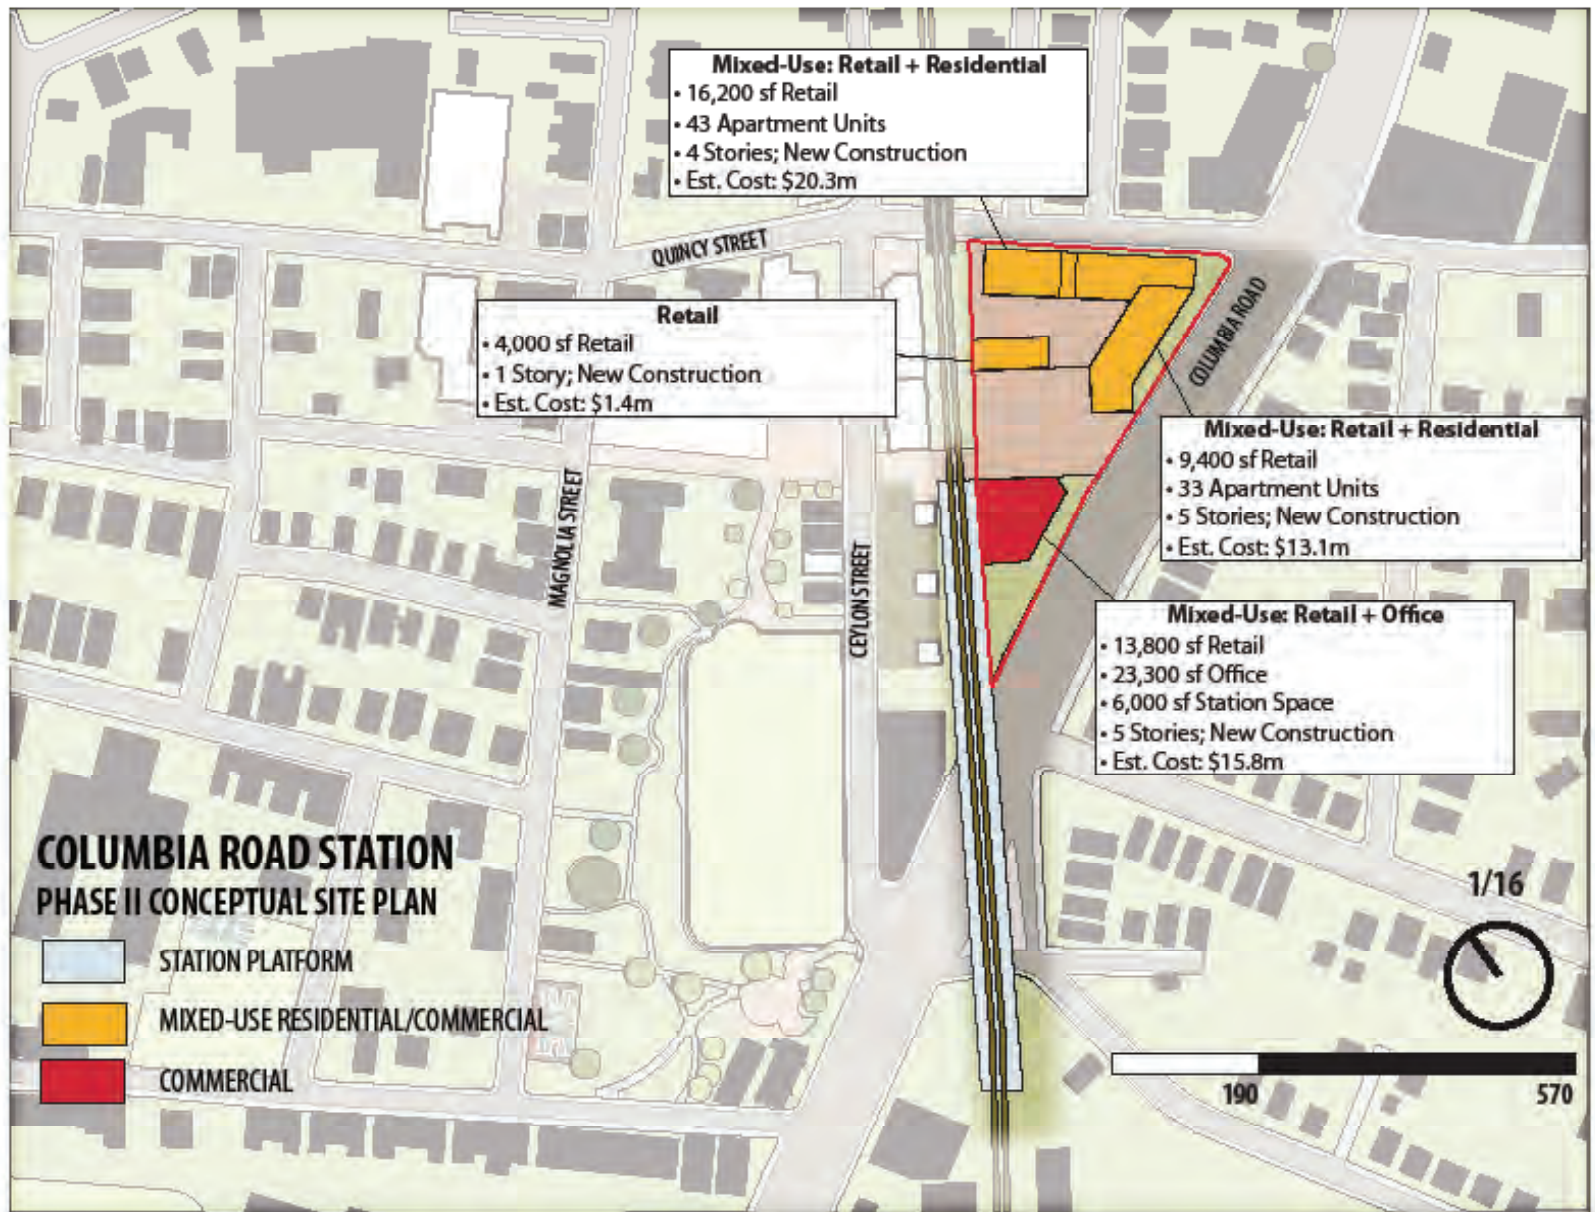 Mixed-Use: Retail + Residential
• 16,200 sf Retail
• 43 Apartment Units
• 4 Stories; New Construction
• Est. Cost: $20.3m
QUINCY STREET
COLUMBIA ROAD
Retail
• 4,000 sf Retail
• 1 Story; New Construction
• Est. Cost: $1.4m
Mixed-Use: Retail + Residential
• 9,400 sf Retail
• 33 Apartment Units
• 5 Stories; New Construction
• Est. Cost: $13.1m
MAGNOLIA STREET
CEYLON STREET
Mixed-Use: Retail + Office
• 13,800 sf Retail
• 23,300 sf Office
• 6,000 sf Station Space
• 5 Stories; New Construction
• Est. Cost: $15.8m
COLUMBIA ROAD STATION
PHASE II CONCEPTUAL SITE PLAN
STATION PLATFORM
MIXED-USE RESIDENTIAL/COMMERCIAL
COMMERCIAL
1/16
190 570